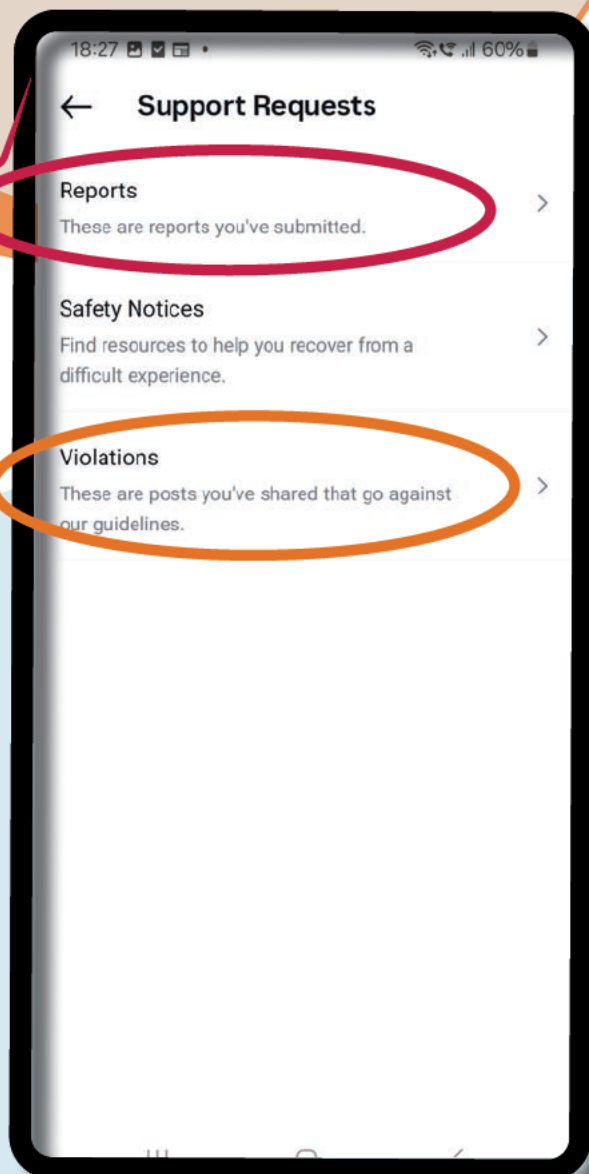 18:27
60%
Support Requests
Reports
These are reports you've submitted.
Safety Notices
Find resources to help you recover from a
difficult experience.
Violations
These are posts you've shared that go against
our guidelines.